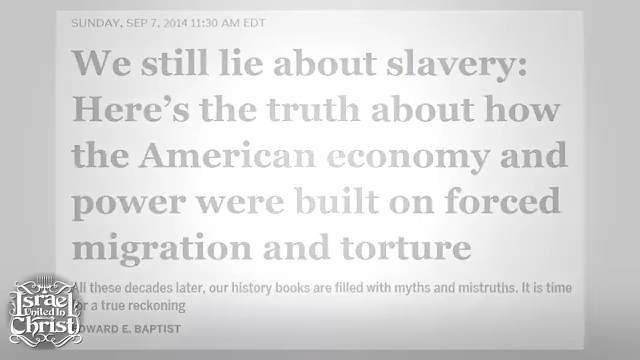 SUNDAY, SEP 7, 2014 11:30 AM EDT
We still lie about slavery:
Here's the truth about how
the American economy and
power were built on forced
migration and torture
All these decades later, our history books are filled with myths and mistruths. It is time
for a true reckoning
EDWARD E. BAPTIST
Israel
United In
Christ